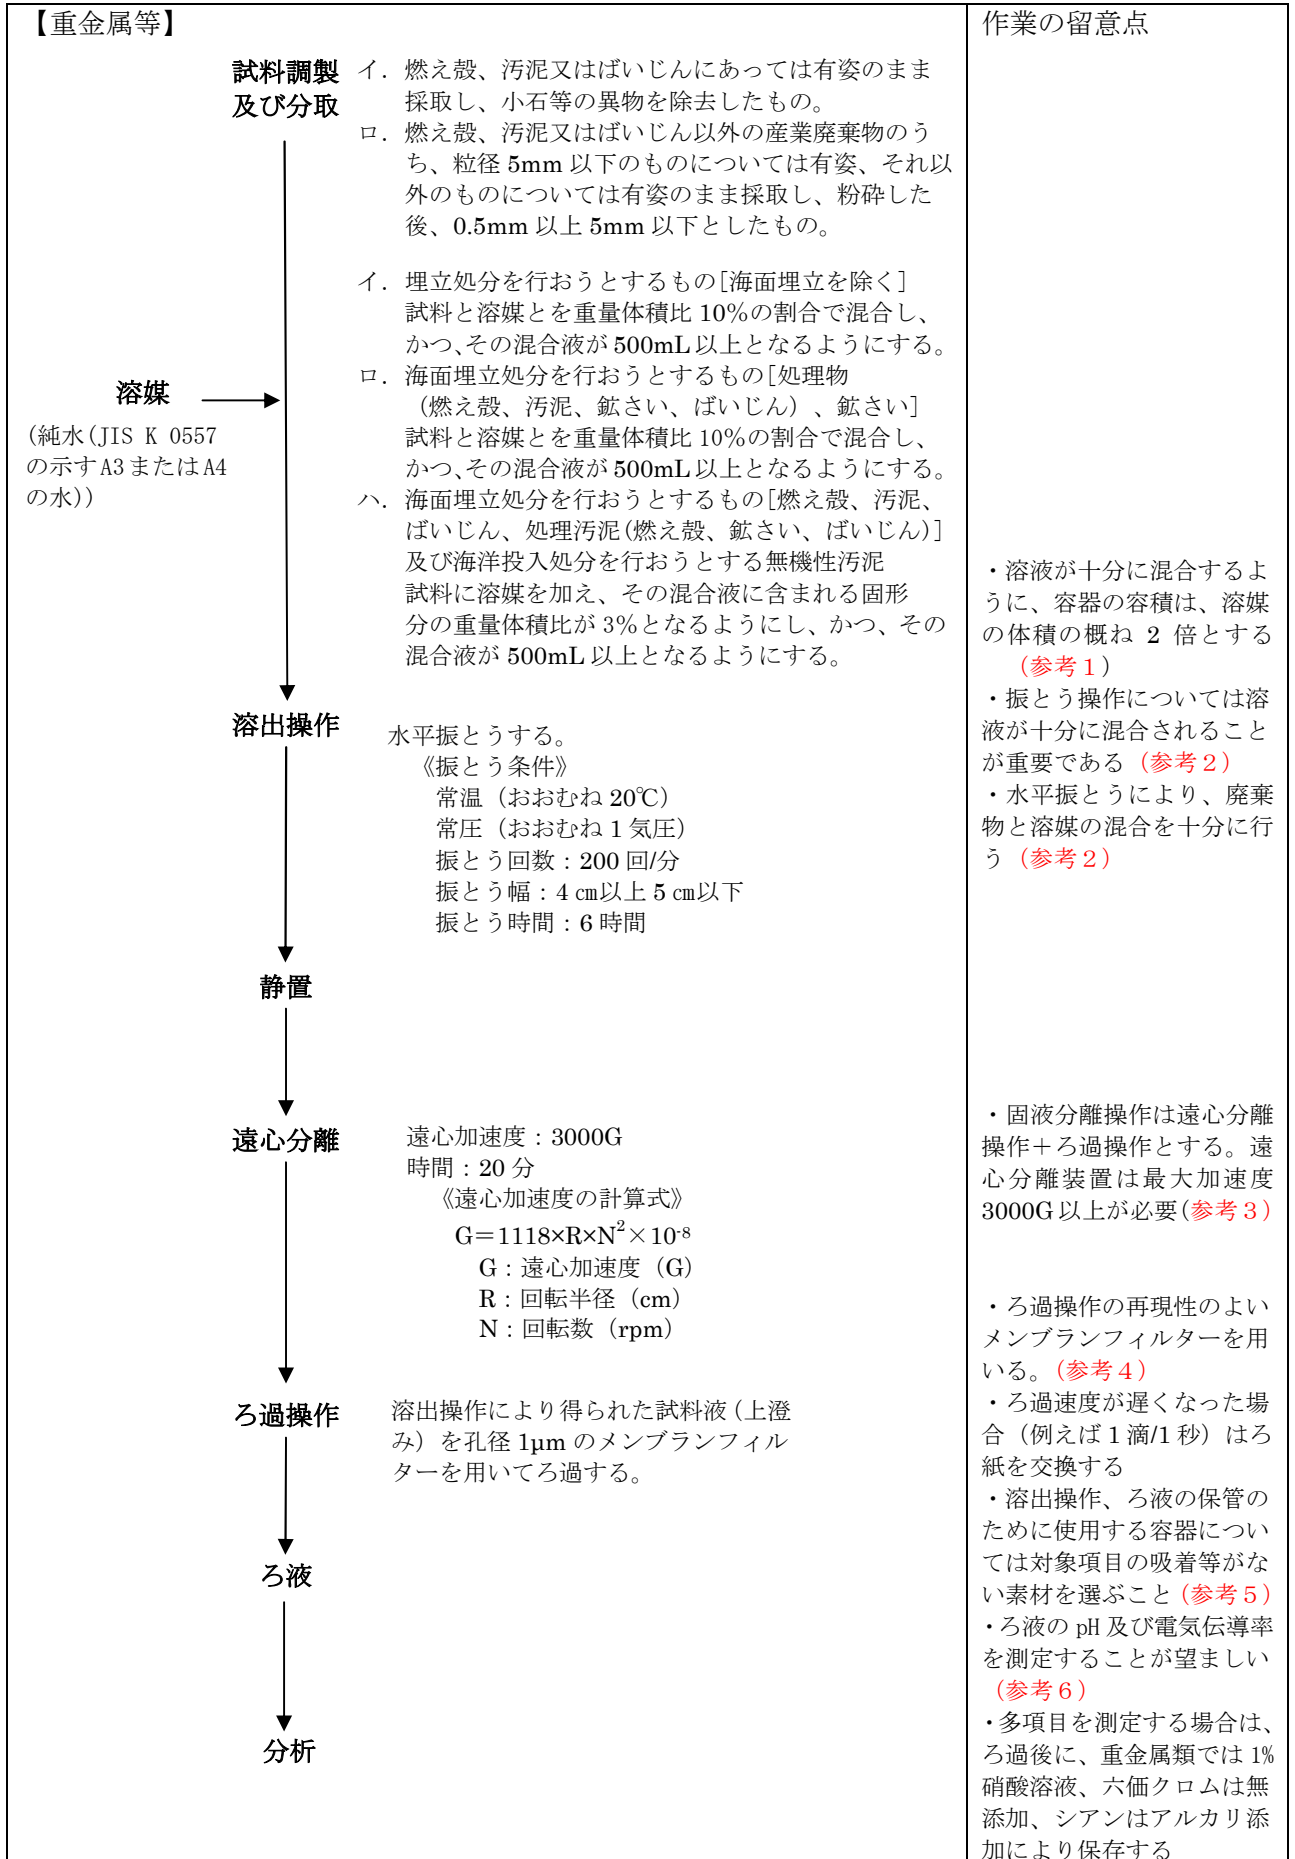 【重金属等】
試料調製
及び分取
イ．燃え殻、汚泥又はばいじんにあっては有姿のまま
採取し、小石等の異物を除去したもの。
ロ．燃え殻、汚泥又はばいじん以外の産業廃棄物のう
ち、粒径 5mm 以下のものについては有姿、それ以
外のものについては有姿のまま採取し、粉砕した
後、0.5mm 以上 5mm 以下としたもの。
イ．埋立処分を行おうとするもの[海面埋立を除く]
試料と溶媒とを重量体積比 10％の割合で混合し、
かつ、その混合液が 500mL 以上となるようにする。
ロ．海面埋立処分を行おうとするもの[処理物
（燃え殻、汚泥、鉱さい、ばいじん）、鉱さい]
試料と溶媒とを重量体積比 10％の割合で混合し、
かつ、その混合液が 500mL 以上となるようにする。
ハ．海面埋立処分を行おうとするもの[燃え殻、汚泥、
ばいじん、処理汚泥(燃え殻、鉱さい、ばいじん)]
及び海洋投入処分を行おうとする無機性汚泥
試料に溶媒を加え、その混合液に含まれる固形
分の重量体積比が 3％となるようにし、かつ、その
混合液が 500mL 以上となるようにする。
溶媒
(純水(JIS K 0557
の示す A3 または A4
の水))
溶出操作
水平振とうする。
《振とう条件》
常温（おおむね 20℃）
常圧（おおむね 1 気圧）
振とう回数：200 回/分
振とう幅：4 ㎝以上 5 ㎝以下
振とう時間：6 時間
静置
遠心分離
遠心加速度：3000G
時間：20 分
《遠心加速度の計算式》
G＝1118×R×N²×10⁻⁸
G：遠心加速度（G）
R：回転半径（cm）
N：回転数（rpm）
ろ過操作
溶出操作により得られた試料液（上澄
み）を孔径 1µm のメンブランフィル
ターを用いてろ過する。
ろ液
分析
作業の留意点
・溶液が十分に混合するよ
うに、容器の容積は、溶媒
の体積の概ね 2 倍とする
（参考１）
・振とう操作については溶
液が十分に混合されること
が重要である（参考２）
・水平振とうにより、廃棄
物と溶媒の混合を十分に行
う（参考２）
・固液分離操作は遠心分離
操作＋ろ過操作とする。遠
心分離装置は最大加速度
3000G 以上が必要（参考３）
・ろ過操作の再現性のよい
メンブランフィルターを用
いる。（参考４）
・ろ過速度が遅くなった場
合（例えば 1 滴/1 秒）はろ
紙を交換する
・溶出操作、ろ液の保管の
ために使用する容器につい
ては対象項目の吸着等がな
い素材を選ぶこと（参考５）
・ろ液の pH 及び電気伝導率
を測定することが望ましい
（参考６）
・多項目を測定する場合は、
ろ過後に、重金属類では 1%
硝酸溶液、六価クロムは無
添加、シアンはアルカリ添
加により保存する